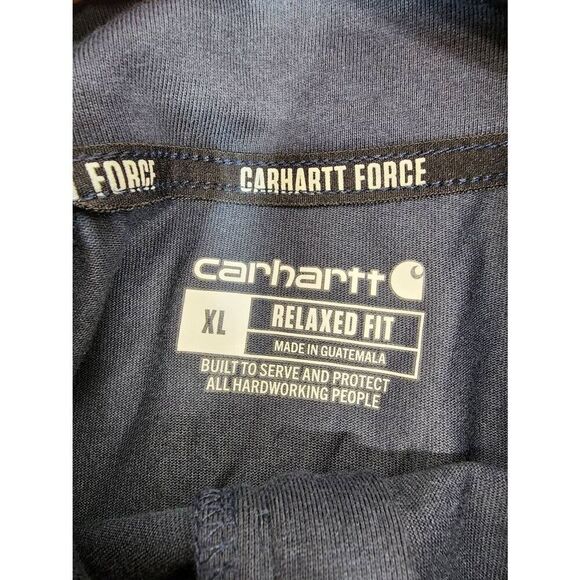 FORCE CARHARTT FORCE
carhartt
XL RELAXED FIT
MADE IN GUATEMALA
BUILT TO SERVE AND PROTECT
ALL HARDWORKING PEOPLE